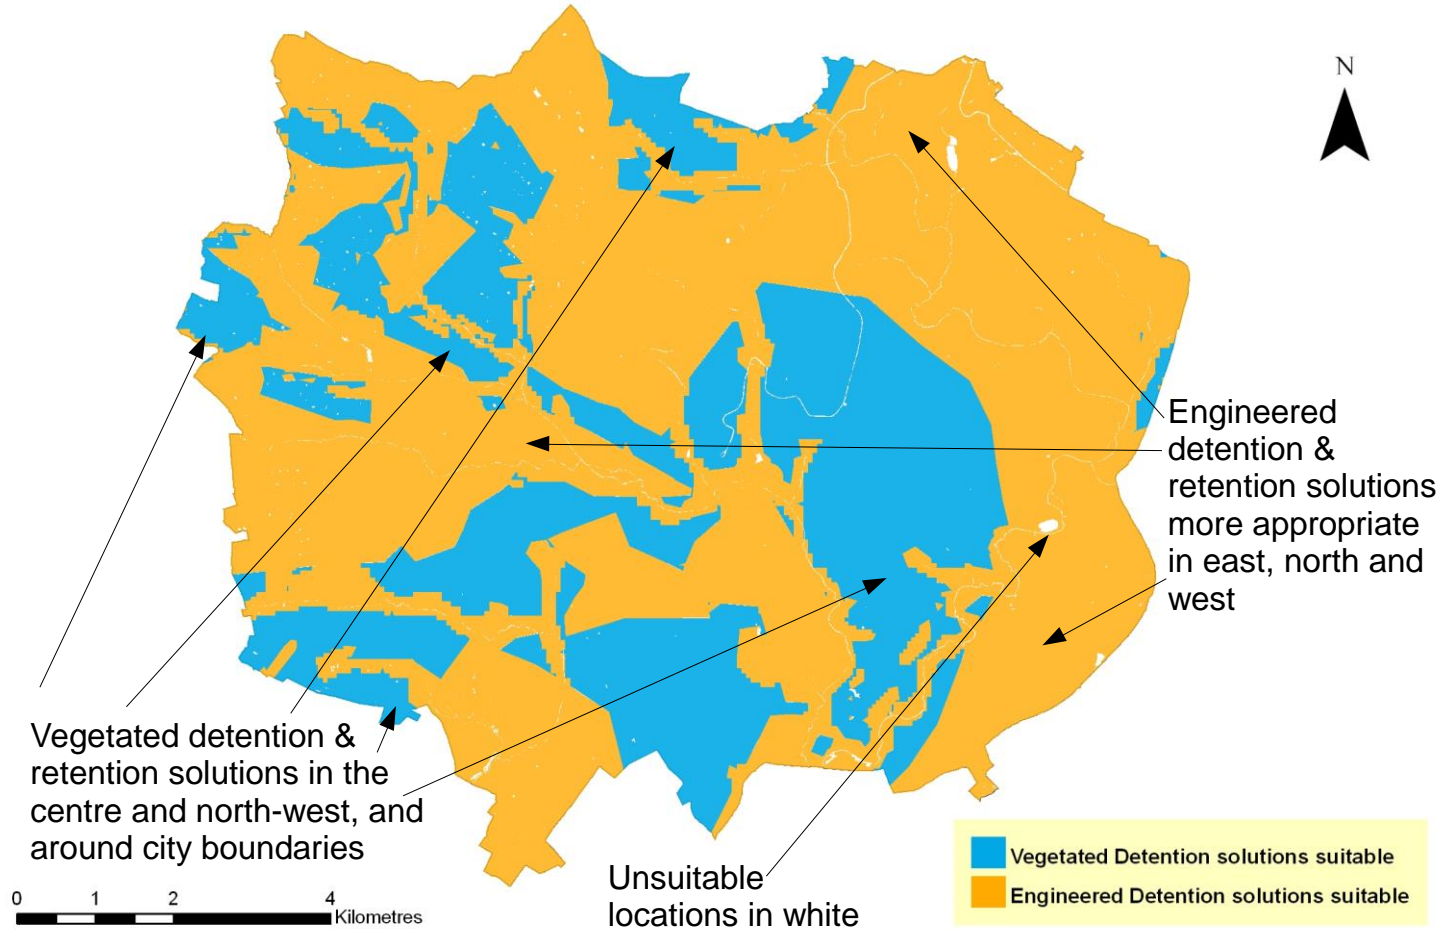 N
Engineered
detention &
retention solutions
more appropriate
in east, north and
west
Vegetated detention &
retention solutions in the
centre and north-west, and
around city boundaries
Unsuitable
locations in white
Vegetated Detention solutions suitable
Engineered Detention solutions suitable
0 1 2 4
Kilometres